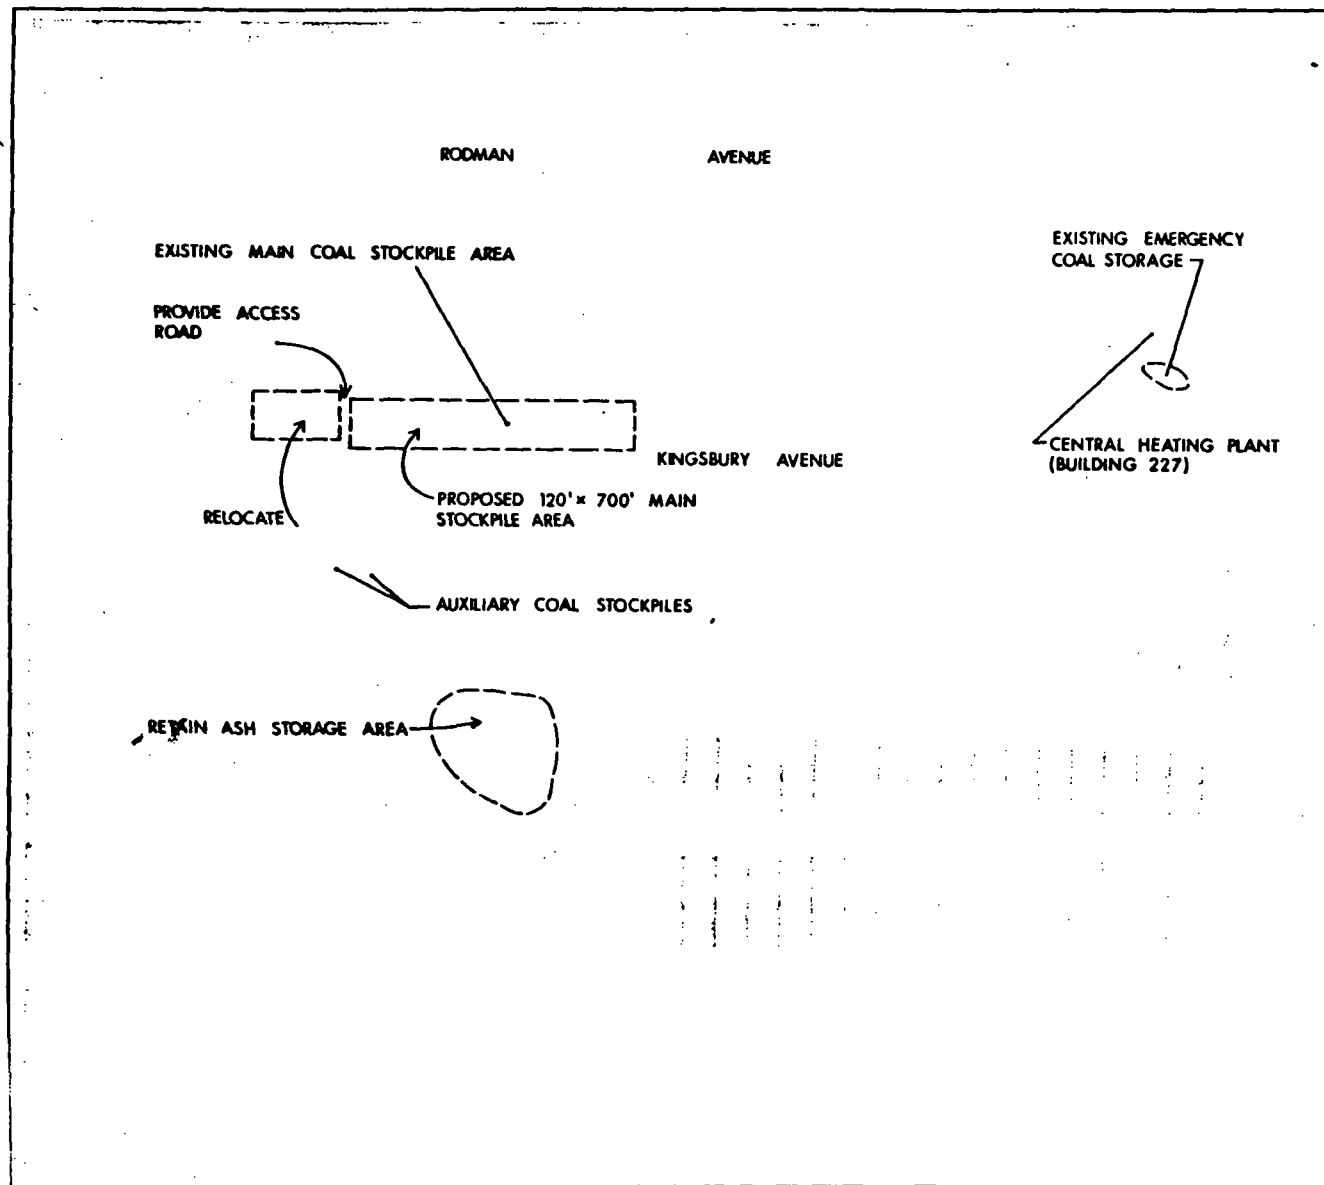 RODMAN AVENUE
EXISTING MAIN COAL STOCKPILE AREA
EXISTING EMERGENCY
COAL STORAGE
PROVIDE ACCESS
ROAD
KINGSBURY AVENUE
CENTRAL HEATING PLANT
(BUILDING 227)
PROPOSED 120'x 700' MAIN
STOCKPILE AREA
RELOCATE
AUXILIARY COAL STOCKPILES
RETAIN ASH STORAGE AREA